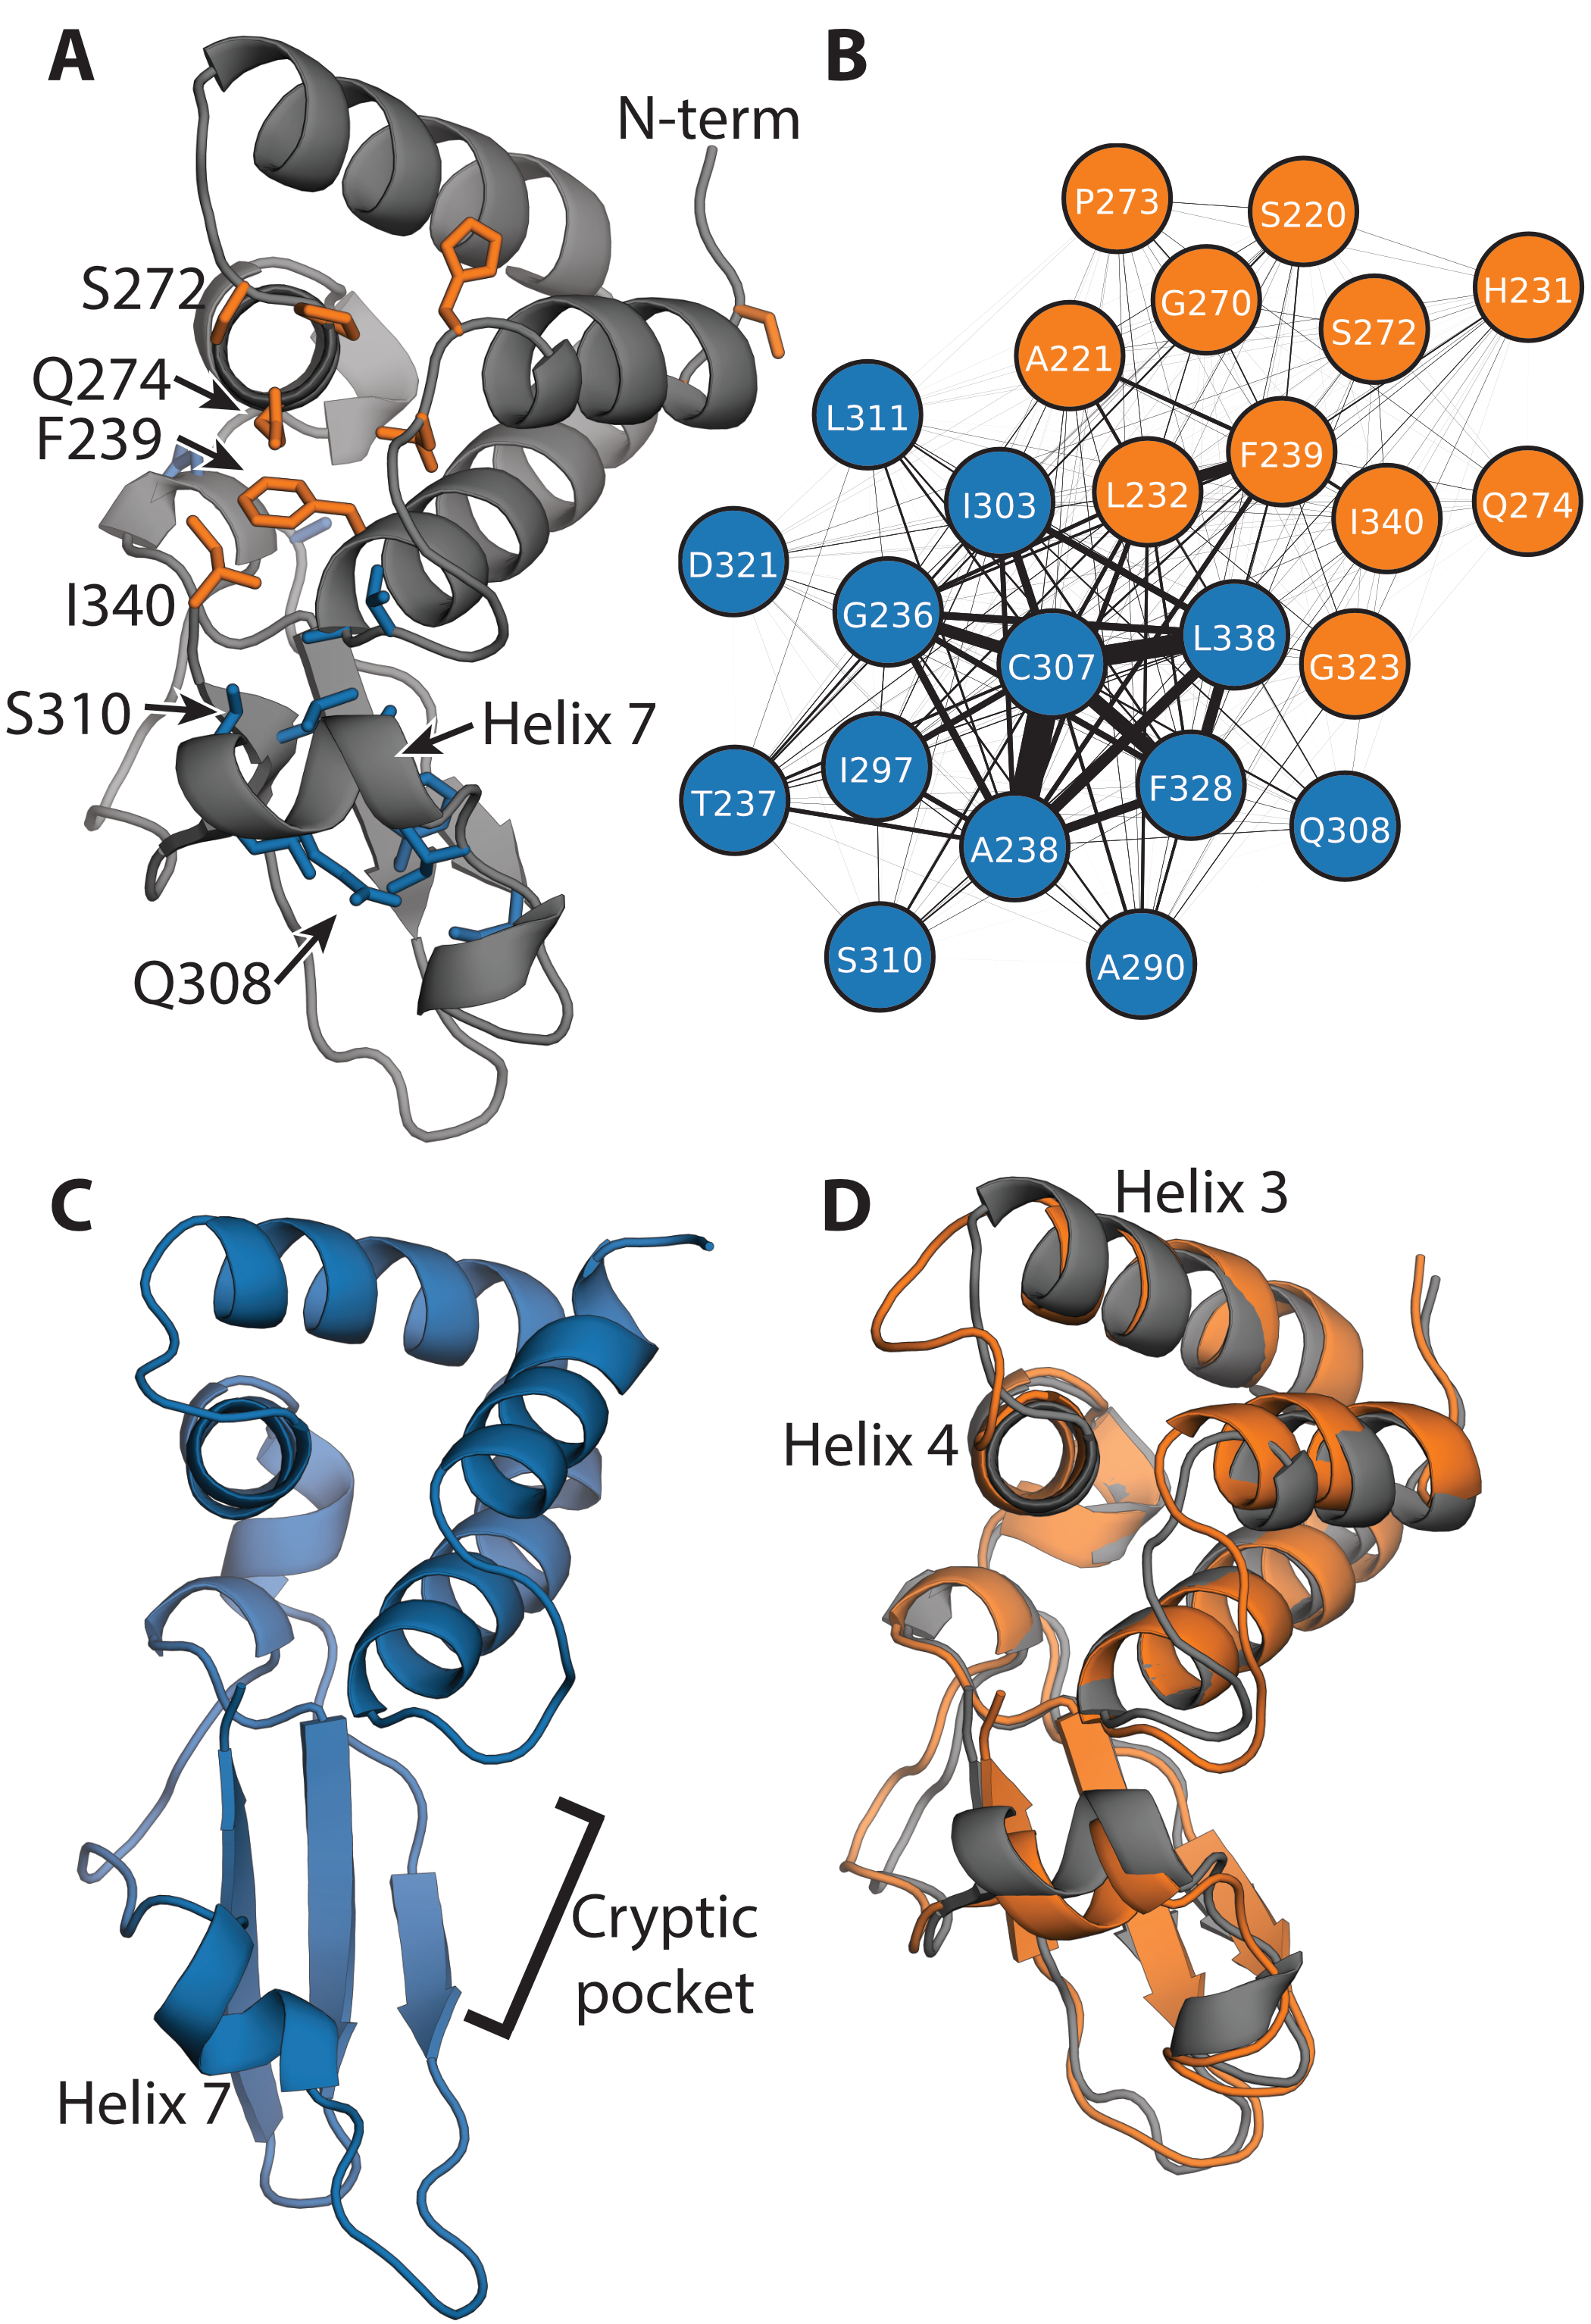 A
N-term
S272
Q274
F239
I340
S310
Helix 7
Q308
B
P273
S220
H231
G270
S272
A221
L311
F239
L232
I303
I340
Q274
D321
G236
L338
C307
G323
I297
F328
T237
Q308
A238
S310
A290
C
Cryptic
pocket
Helix 7
D
Helix 3
Helix 4